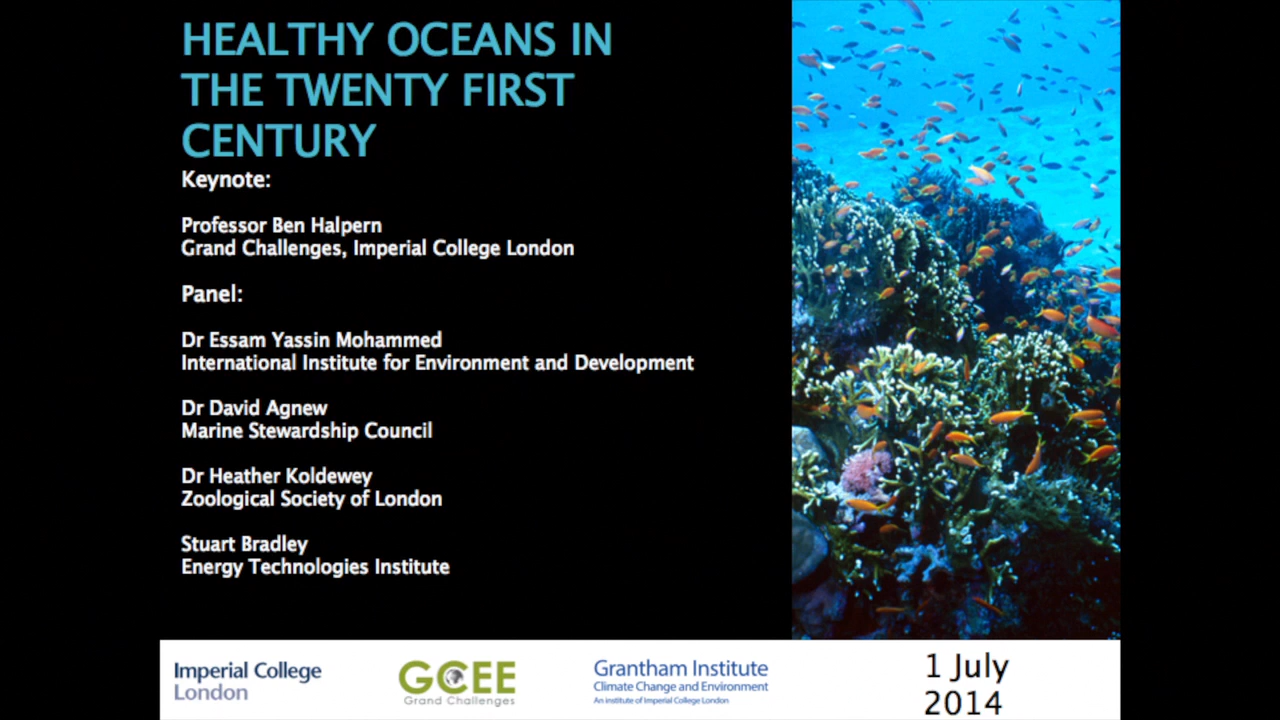 HEALTHY OCEANS IN
THE TWENTY FIRST
CENTURY
Keynote:
Professor Ben Halpern
Grand Challenges, Imperial College London
Panel:
Dr Essam Yassin Mohammed
International Institute for Environment and Development
Dr David Agnew
Marine Stewardship Council
Dr Heather Koldewey
Zoological Society of London
Stuart Bradley
Energy Technologies Institute
Imperial College
London
GCEE
Grand Challenges
Grantham Institute
Climate Change and Environment
An institute of Imperial College London
1 July
2014